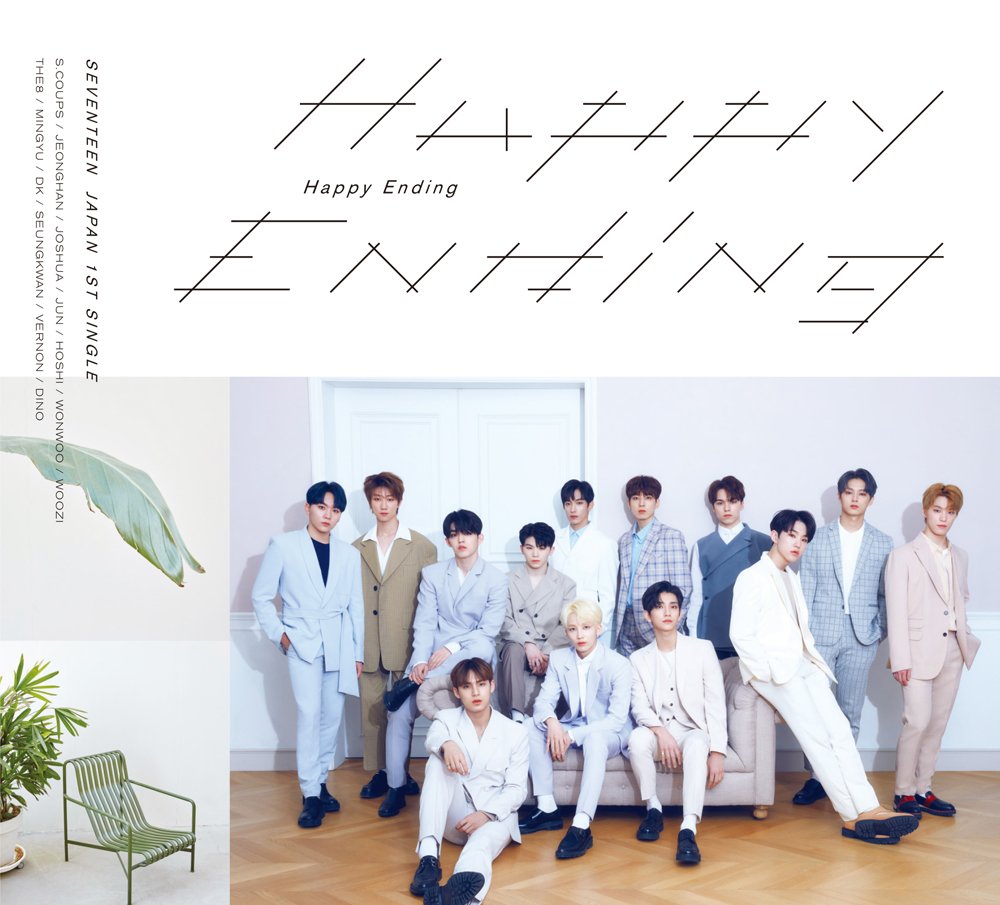 Happy
Happy Ending
Ending
SEVENTEEN JAPAN 1ST SINGLE
S.COUPS / JEONGHAN / JOSHUA / JUN / HOSHI / WONWOO / WOOZI
THE8 / MINGYU / DK / SEUNGKWAN / VERNON / DINO